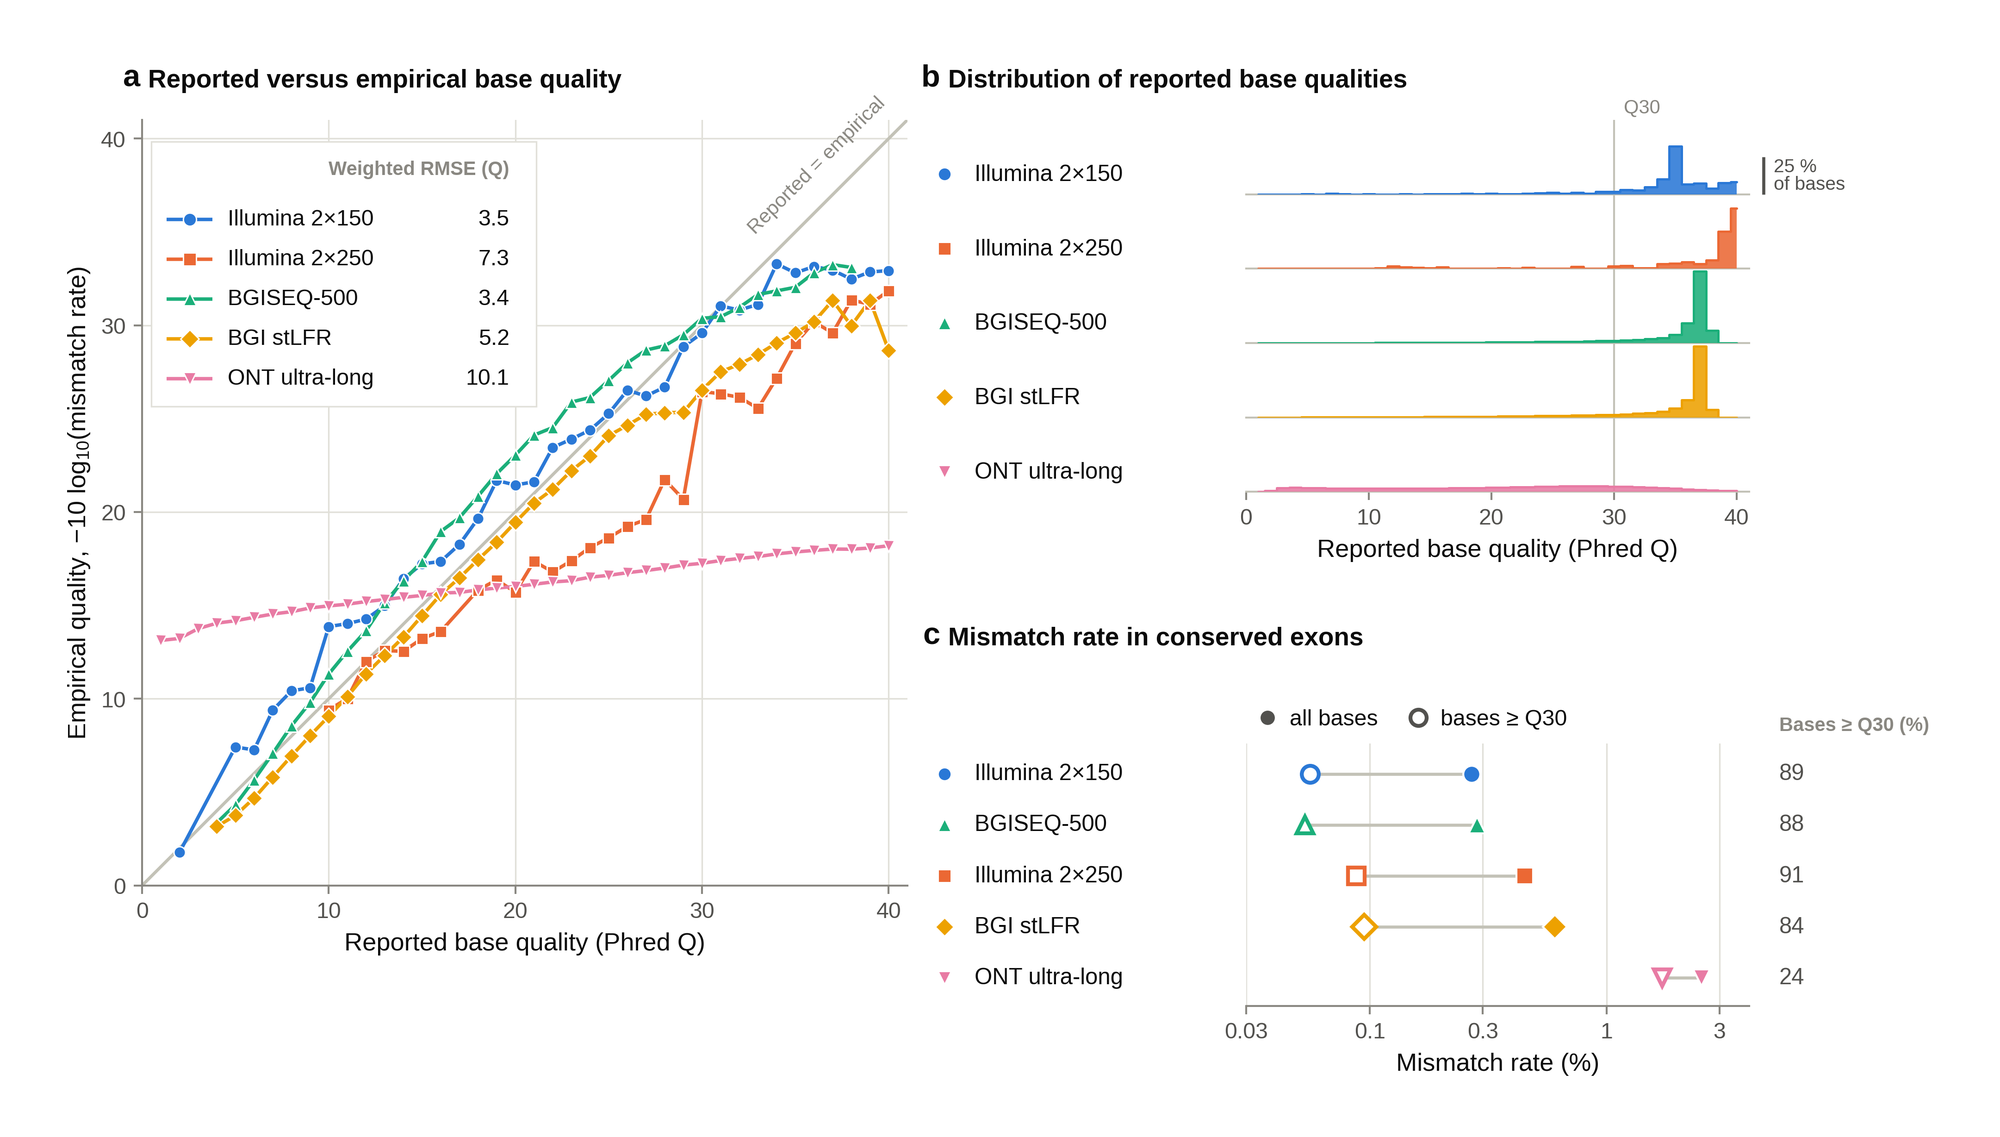 a Reported versus empirical base quality
Reported = empirical
Weighted RMSE (Q)
Illumina 2×150 3.5
Illumina 2×250 7.3
BGISEQ-500 3.4
BGI stLFR 5.2
ONT ultra-long 10.1
40
30
20
10
0
0 10 20 30 40
Empirical quality, −10 log₁₀(mismatch rate)
Reported base quality (Phred Q)
b Distribution of reported base qualities
Q30
Illumina 2×150
25 %
of bases
Illumina 2×250
BGISEQ-500
BGI stLFR
ONT ultra-long
0 10 20 30 40
Reported base quality (Phred Q)
c Mismatch rate in conserved exons
all bases bases ≥ Q30
Bases ≥ Q30 (%)
Illumina 2×150 89
BGISEQ-500 88
Illumina 2×250 91
BGI stLFR 84
ONT ultra-long 24
0.03 0.1 0.3 1 3
Mismatch rate (%)